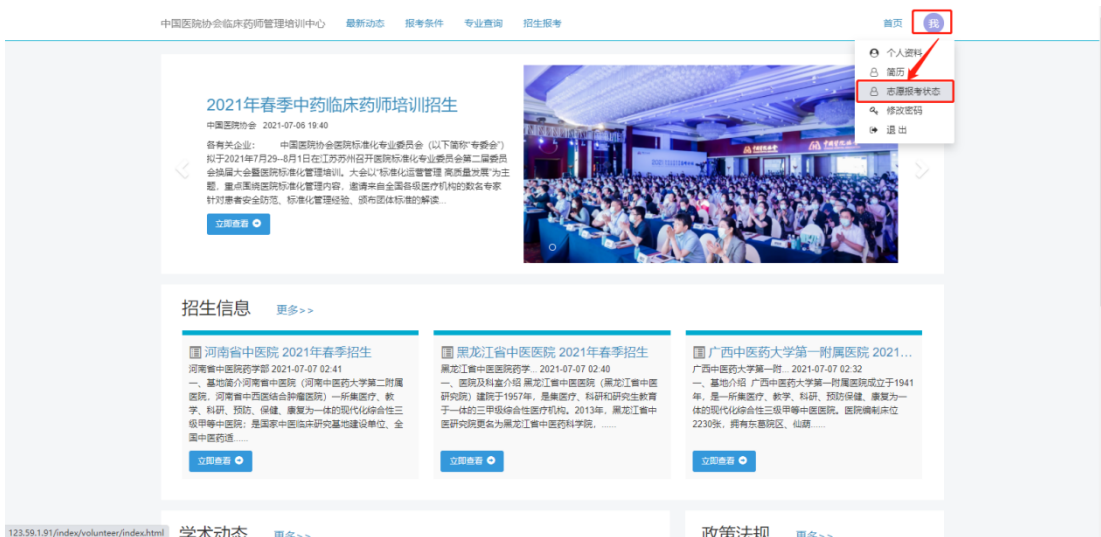 中国医院协会临床药师管理培训中心 最新动态 报考条件 专业查询 招生报考 首页 我
个人资料
简历
志愿报考状态
修改密码
退出
2021年春季中药临床药师培训招生
中国医院协会 2021-07-06 19:40
各有关企业： 中国医院协会医院标准化专业委员会（以下简称“专委会”）
拟于2021年7月29–8月1日在江苏苏州召开医院标准化专业委员会第二届委员
会换届大会暨医院标准化管理培训。大会以“标准化运营管理 高质量发展”为主
题，重点围绕医院标准化管理内容，邀请来自全国各级医疗机构的数名专家
针对患者安全防范、标准化管理经验、颁布团体标准的解读...
立即查看
招生信息 更多>>
河南省中医院 2021年春季招生
河南省中医院药学部 2021-07-07 02:41
一、基地简介河南省中医院（河南中医药大学第二附属
医院、河南省中西医结合肿瘤医院）一所集医疗、教
学、科研、预防、保健、康复为一体的现代化综合性三
级甲等中医院；是国家中医临床研究基地建设单位、全
国中医药适......
立即查看
黑龙江省中医医院 2021年春季招生
黑龙江省中医医院药学... 2021-07-07 02:40
一、医院及科室介绍 黑龙江省中医医院（黑龙江省中医
研究院）建院于1957年，是集医疗、科研和研究生教育
于一体的三甲级综合性医疗机构。2013年，黑龙江省中
医研究院更名为黑龙江省中医药科学院，......
立即查看
广西中医药大学第一附属医院 2021...
广西中医药大学第一附... 2021-07-07 02:32
一、基地介绍 广西中医药大学第一附属医院成立于1941
年，是一所集医疗、教学、科研、预防保健、康复为一
体的现代化综合性三级甲等中医医院。医院编制床位
2230张，拥有东葛院区、仙葫......
立即查看
学术动态 更多>>
政策法规 更多>>
123.59.1.91/index/volunteer/index.html